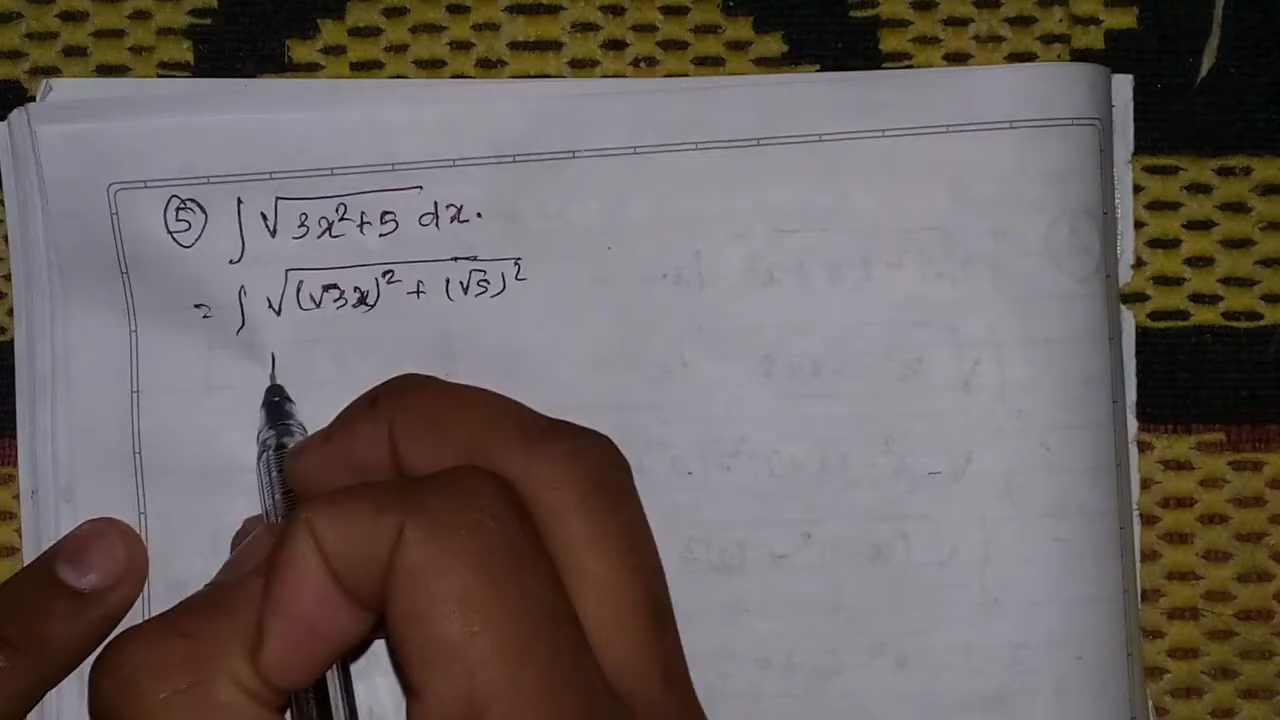 ⑤ ∫ √3x²+5 dx.
= ∫ √(√3x)² + (√5)²